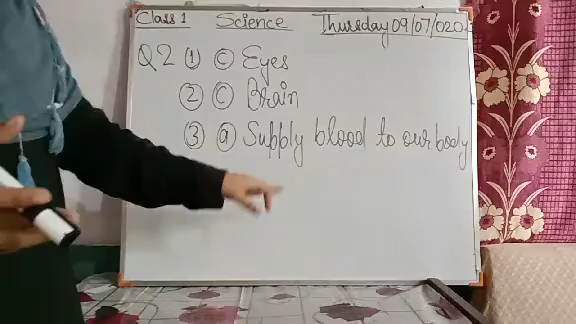 Class 1 Science Thursday 09/07/020
Q2 ① ⓒ Eyes
② ⓒ Brain
③ ⓐ Supply blood to our body